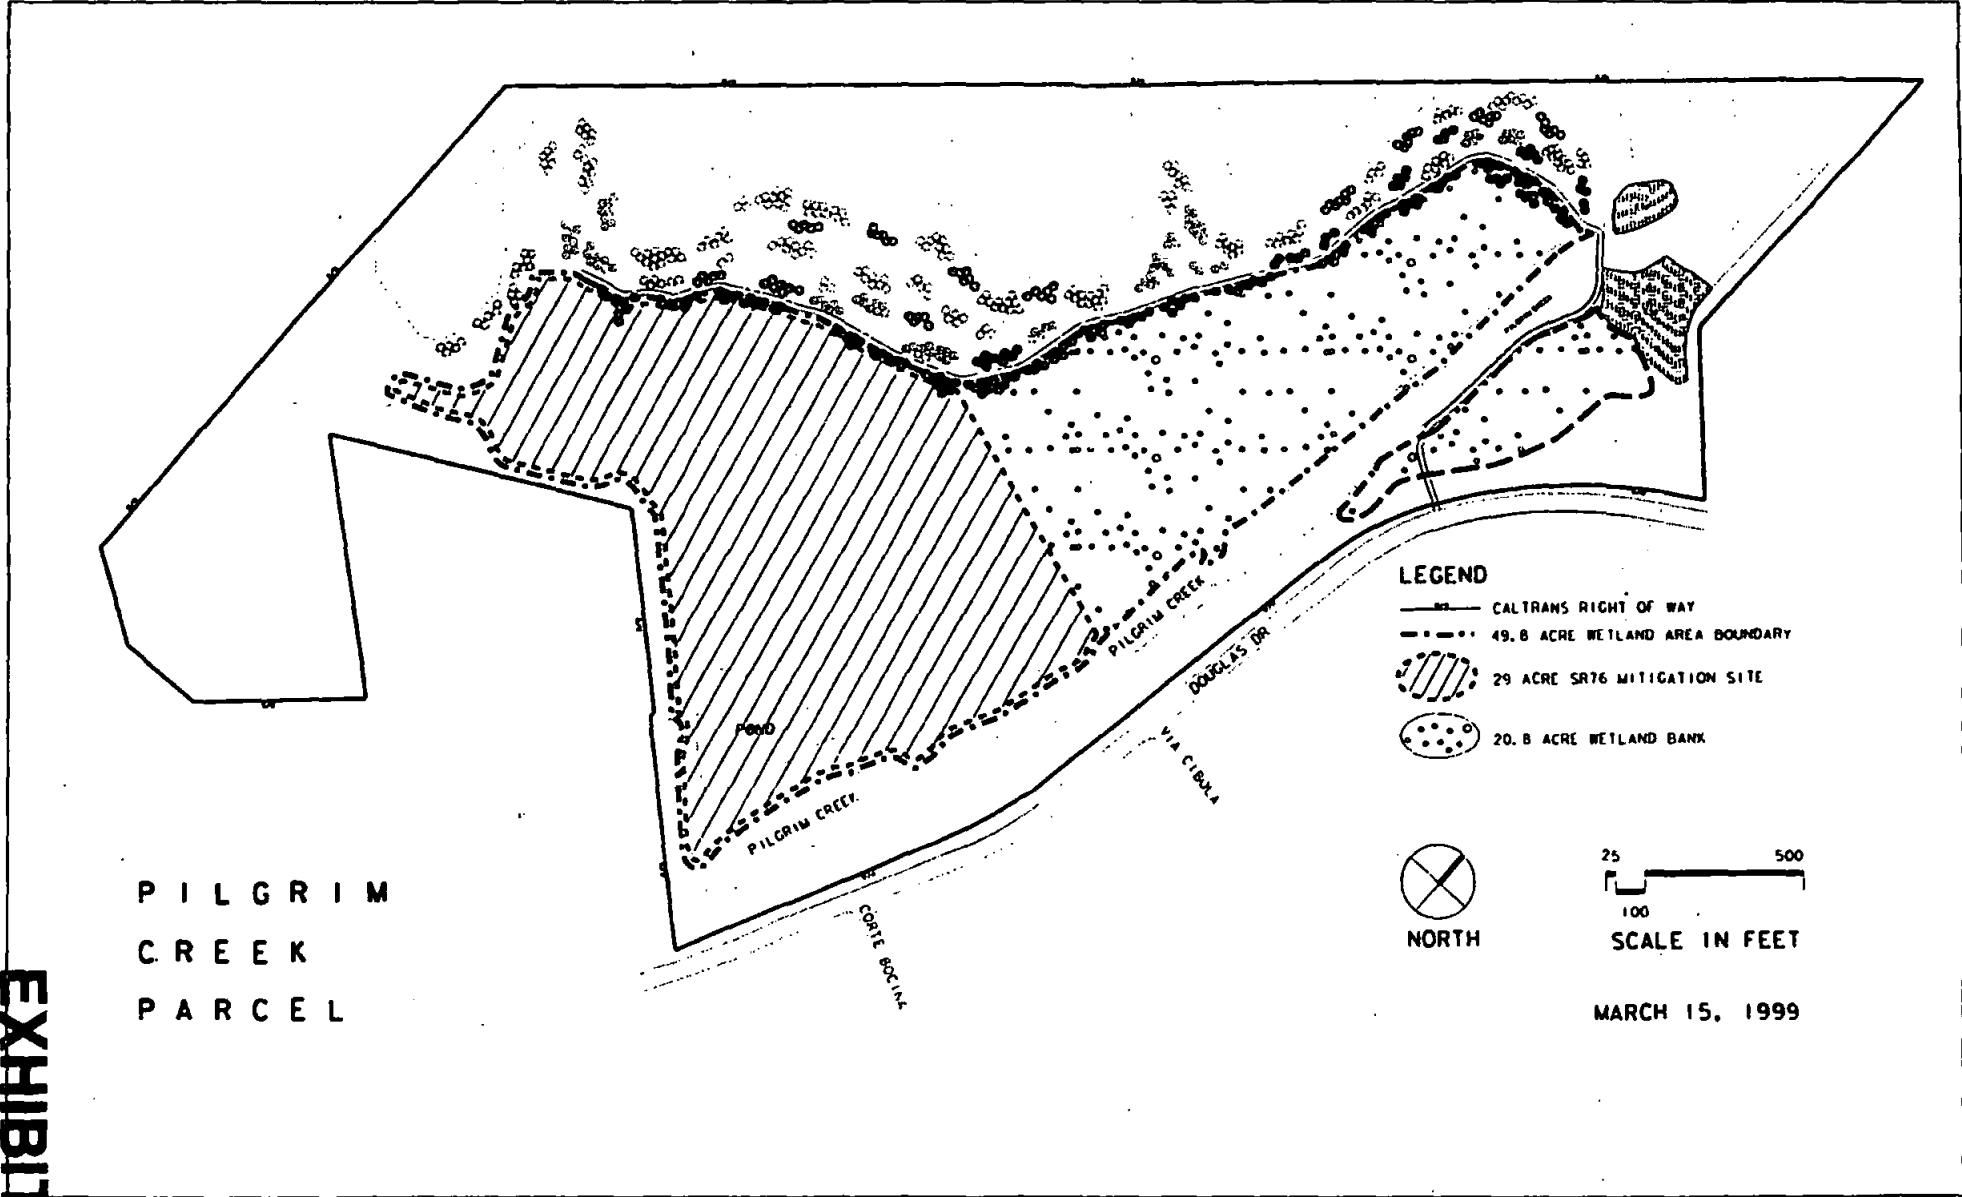 POND
PILGRIM CREEK
PILGRIM CREEK
DOUGLAS DR
VIA CIBOLA
CORTE
LEGEND
CALTRANS RIGHT OF WAY
49.8 ACRE WETLAND AREA BOUNDARY
29 ACRE SR76 MITIGATION SITE
20.8 ACRE WETLAND BANK
NORTH
25 500
100
SCALE IN FEET
MARCH 15, 1999
PILGRIM
CREEK
PARCEL
EXHIBIT